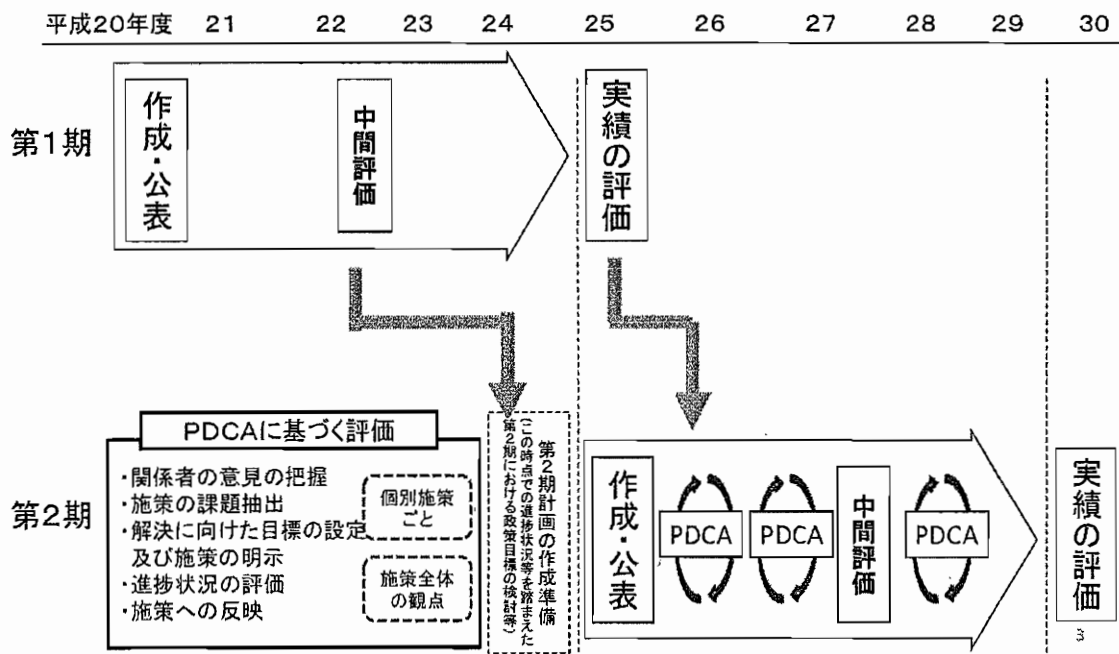 平成20年度 21 22 23 24 25 26 27 28 29 30
第1期
作成・公表
中間評価
実績の評価
第2期
PDCAに基づく評価
・関係者の意見の把握
・施策の課題抽出
・解決に向けた目標の設定
及び施策の明示
・進捗状況の評価
・施策への反映
個別施策
ごと
施策全体
の観点
第2期計画の作成準備
(この時点での進捗状況等を踏まえた
第2期における政策目標の検討等)
作成・公表
PDCA
PDCA
中間評価
PDCA
実績の評価
3